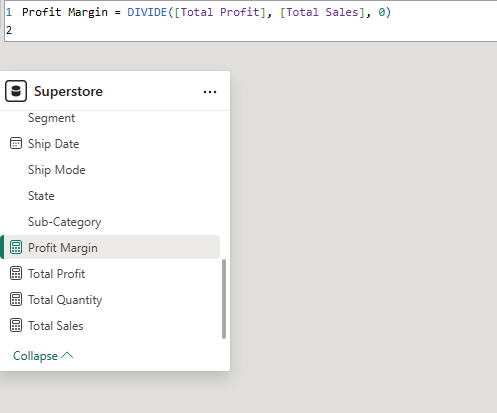 1 Profit Margin = DIVIDE([Total Profit], [Total Sales], 0)
2
Superstore ...
Segment
Ship Date
Ship Mode
State
Sub-Category
Profit Margin
Total Profit
Total Quantity
Total Sales
Collapse